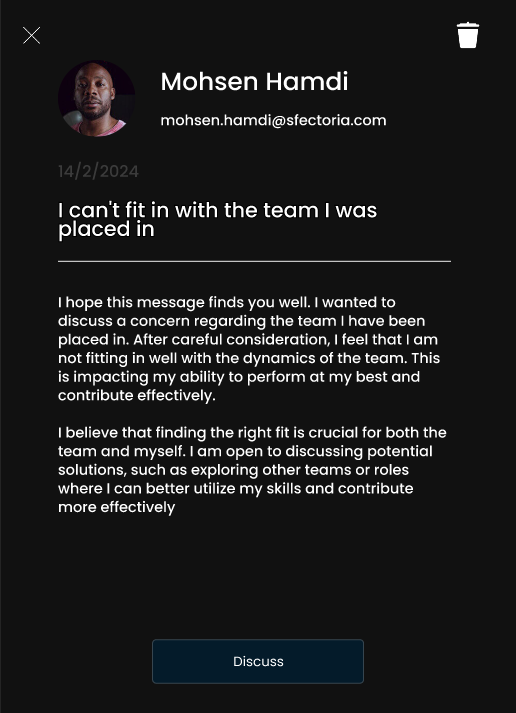 Mohsen Hamdi
mohsen.hamdi@sfectoria.com
14/2/2024
I can't fit in with the team I was
placed in
I hope this message finds you well. I wanted to
discuss a concern regarding the team I have been
placed in. After careful consideration, I feel that I am
not fitting in well with the dynamics of the team. This
is impacting my ability to perform at my best and
contribute effectively.
I believe that finding the right fit is crucial for both the
team and myself. I am open to discussing potential
solutions, such as exploring other teams or roles
where I can better utilize my skills and contribute
more effectively
Discuss